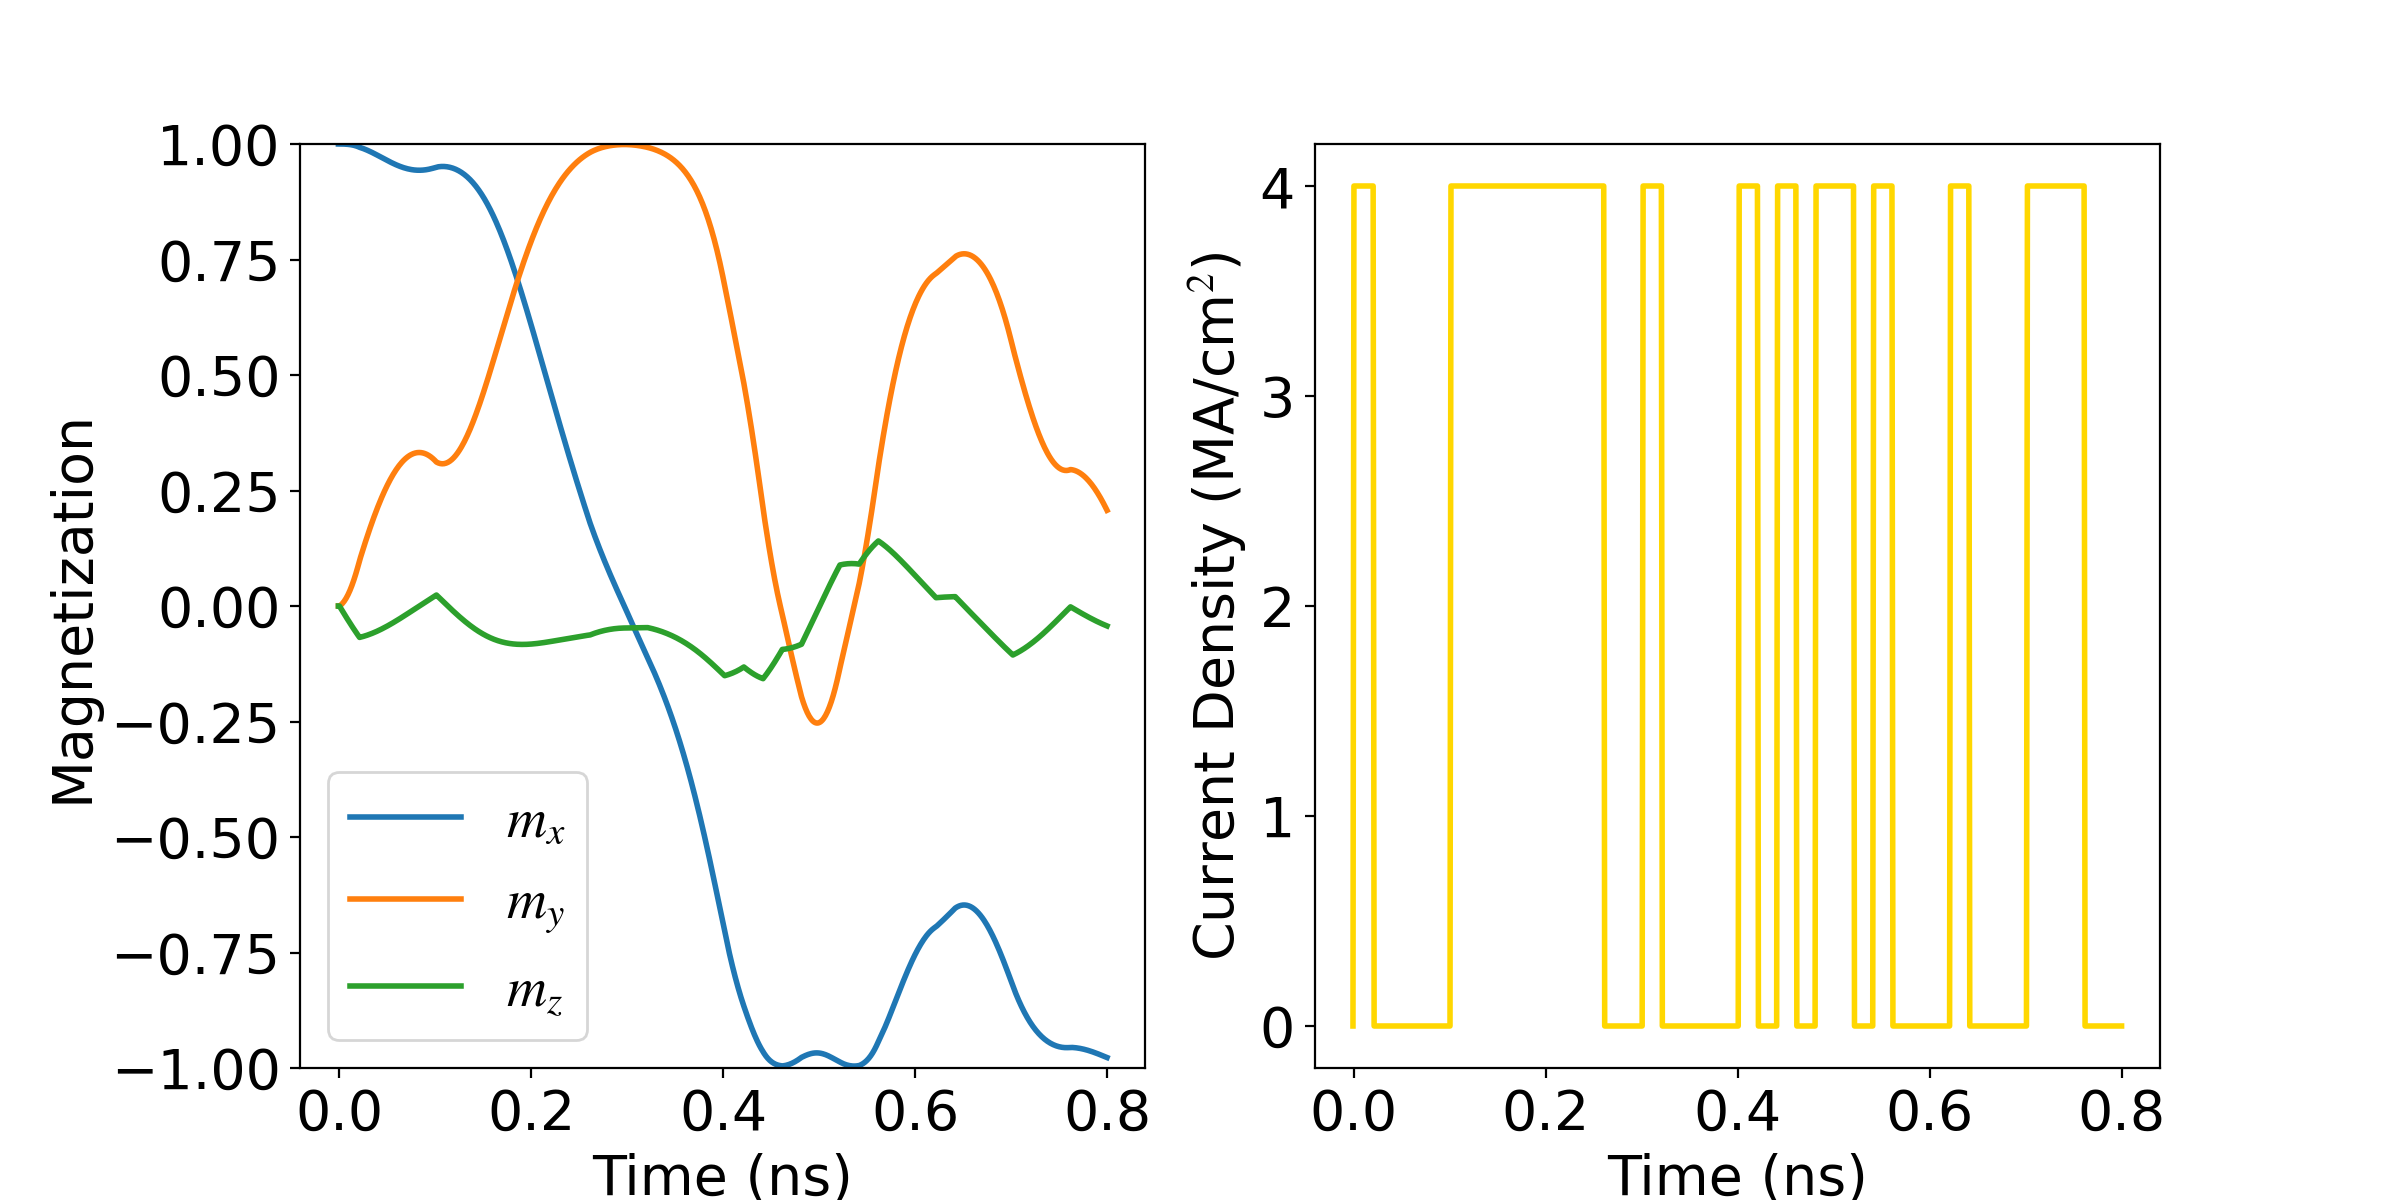 Magnetization
1.00
0.75
0.50
0.25
0.00
−0.25
−0.50
−0.75
−1.00
m_x
m_y
m_z
0.0 0.2 0.4 0.6 0.8
Time (ns)
Current Density (MA/cm²)
4
3
2
1
0
0.0 0.2 0.4 0.6 0.8
Time (ns)